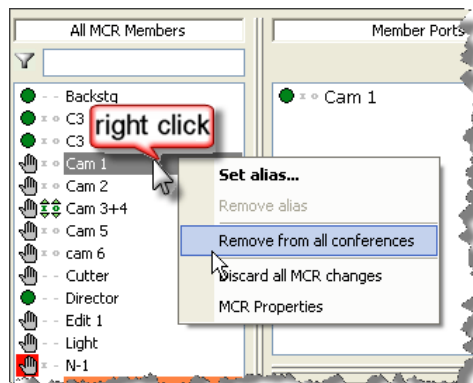 All MCR Members
Member Ports
Backstg
C3
C3
right click
Cam 1
Cam 1
Cam 2
Cam 3+4
Cam 5
cam 6
Cutter
Director
Edit 1
Light
N-1
Set alias...
Remove alias
Remove from all conferences
Discard all MCR changes
MCR Properties